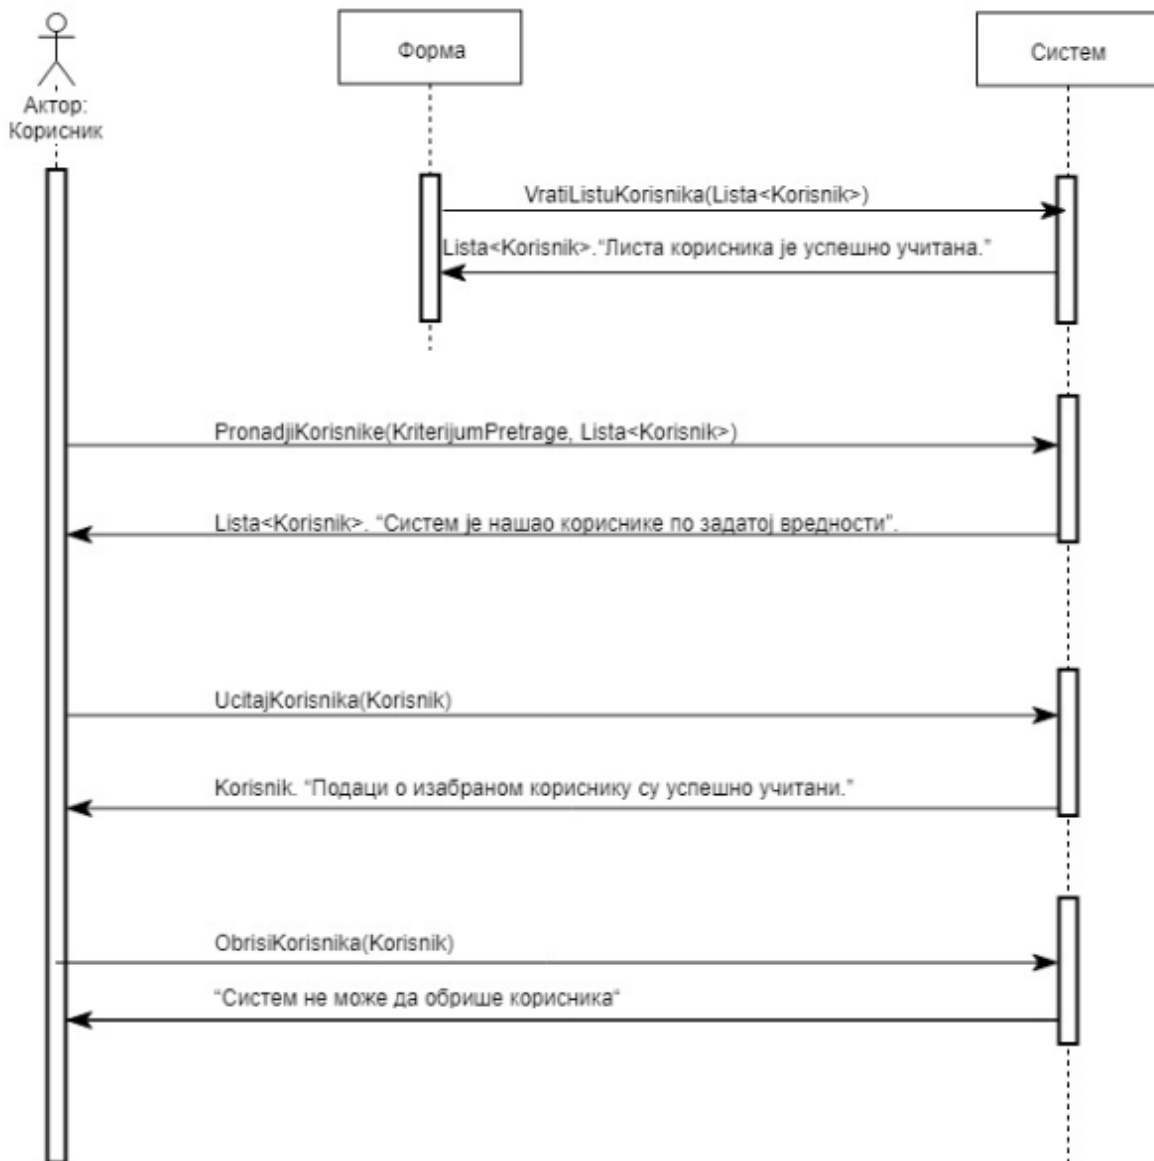 Форма
Систем
Актор:
Корисник
VratiListuKorisnika(Lista<Korisnik>)
Lista<Korisnik>.“Листа корисника је успешно учитана.”
PronadjiKorisnike(KriterijumPretrage, Lista<Korisnik>)
Lista<Korisnik>. “Систем је нашао кориснике по задатој вредности”.
UcitajKorisnika(Korisnik)
Korisnik. “Подаци о изабраном кориснику су успешно учитани.”
ObrisiKorisnika(Korisnik)
“Систем не може да обрише корисника“